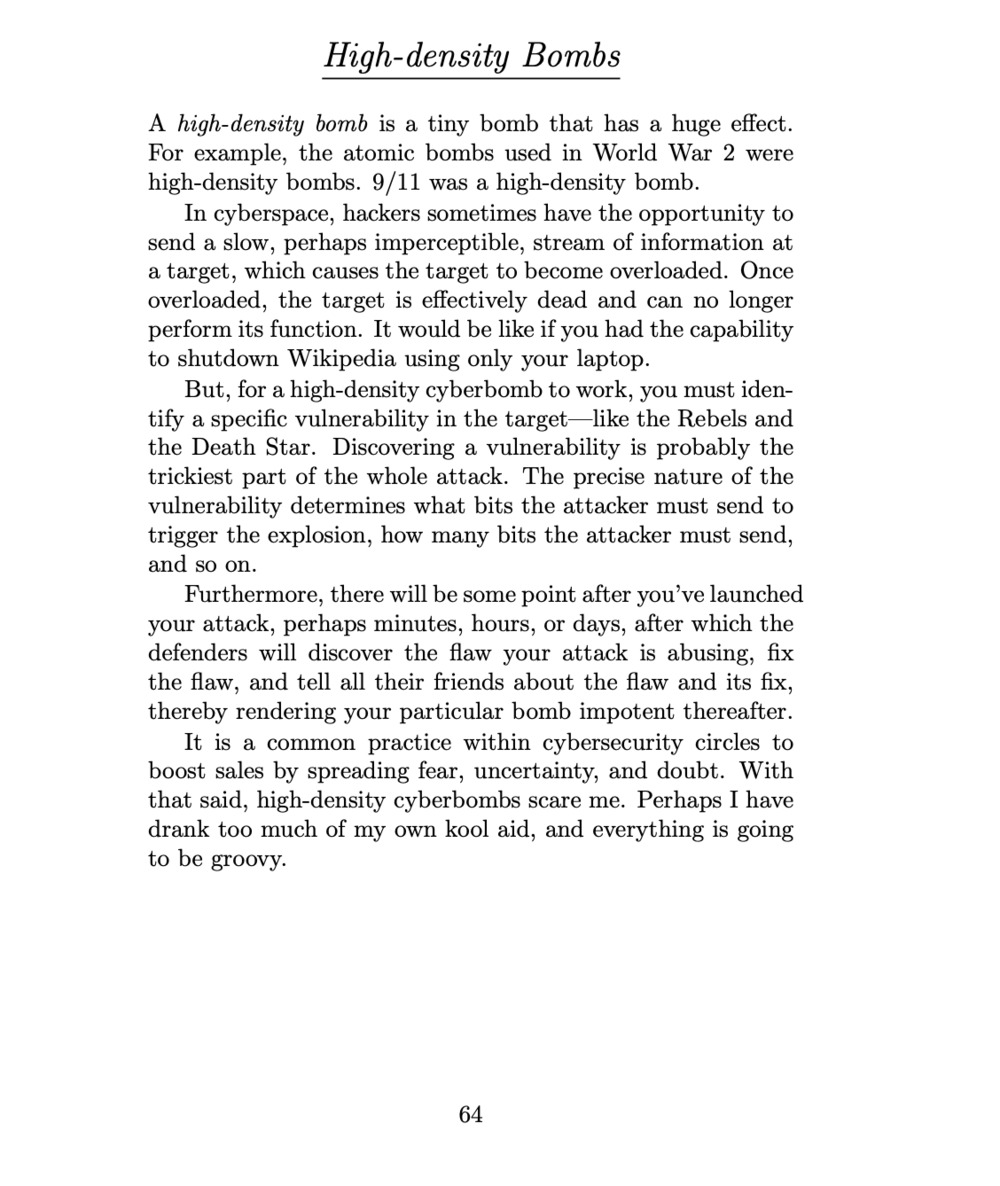 High-density Bombs
A high-density bomb is a tiny bomb that has a huge effect.
For example, the atomic bombs used in World War 2 were
high-density bombs. 9/11 was a high-density bomb.
In cyberspace, hackers sometimes have the opportunity to
send a slow, perhaps imperceptible, stream of information at
a target, which causes the target to become overloaded. Once
overloaded, the target is effectively dead and can no longer
perform its function. It would be like if you had the capability
to shutdown Wikipedia using only your laptop.
But, for a high-density cyberbomb to work, you must iden-
tify a specific vulnerability in the target—like the Rebels and
the Death Star. Discovering a vulnerability is probably the
trickiest part of the whole attack. The precise nature of the
vulnerability determines what bits the attacker must send to
trigger the explosion, how many bits the attacker must send,
and so on.
Furthermore, there will be some point after you've launched
your attack, perhaps minutes, hours, or days, after which the
defenders will discover the flaw your attack is abusing, fix
the flaw, and tell all their friends about the flaw and its fix,
thereby rendering your particular bomb impotent thereafter.
It is a common practice within cybersecurity circles to
boost sales by spreading fear, uncertainty, and doubt. With
that said, high-density cyberbombs scare me. Perhaps I have
drank too much of my own kool aid, and everything is going
to be groovy.
64